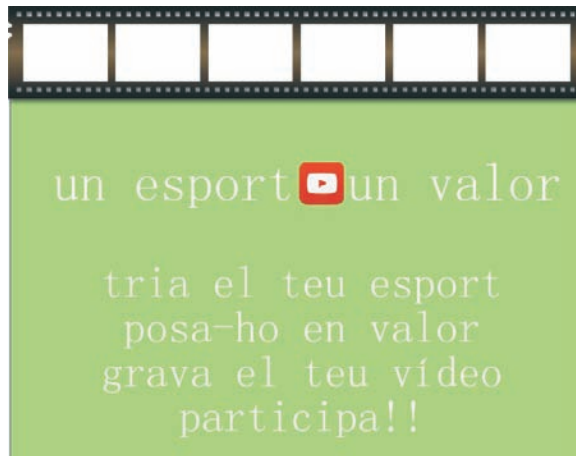 un esport un valor
tria el teu esport
posa-ho en valor
grava el teu vídeo
participa!!